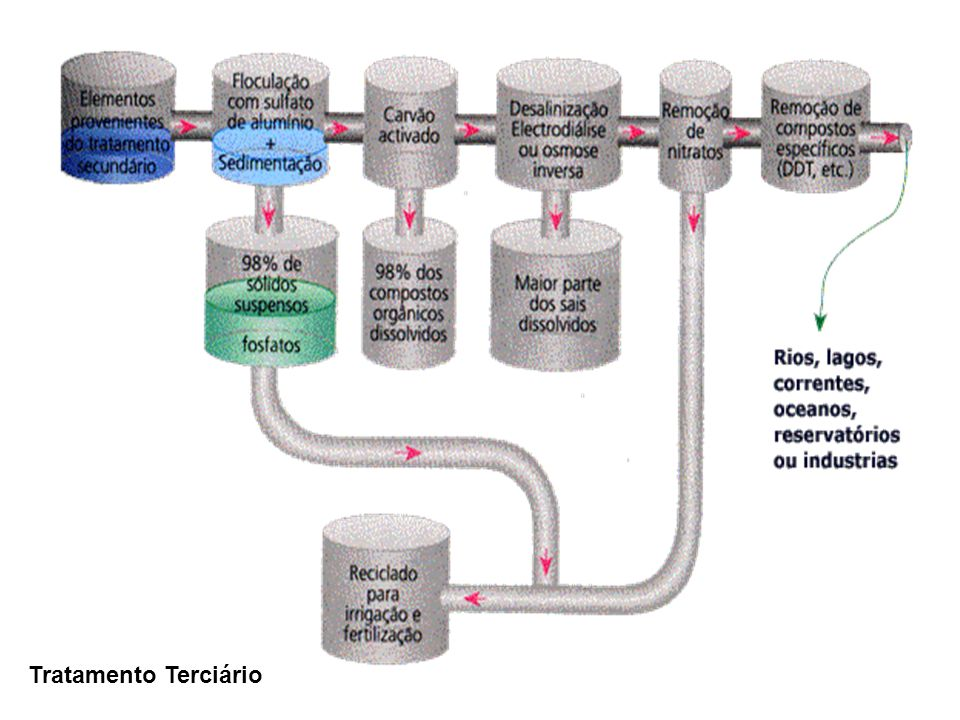 Elementos
provenientes
do tratamento
secundário
Floculação
com sulfato
de alumínio
+
Sedimentação
Carvão
activado
Desalinização
Electrodiálise
ou osmose
inversa
Remoção
de
nitratos
Remoção de
compostos
específicos
(DDT, etc.)
98% de
sólidos
suspensos
fosfatos
98% dos
compostos
orgânicos
dissolvidos
Maior parte
dos sais
dissolvidos
Rios, lagos,
correntes,
oceanos,
reservatórios
ou industrias
Reciclado
para
irrigação e
fertilização
Tratamento Terciário